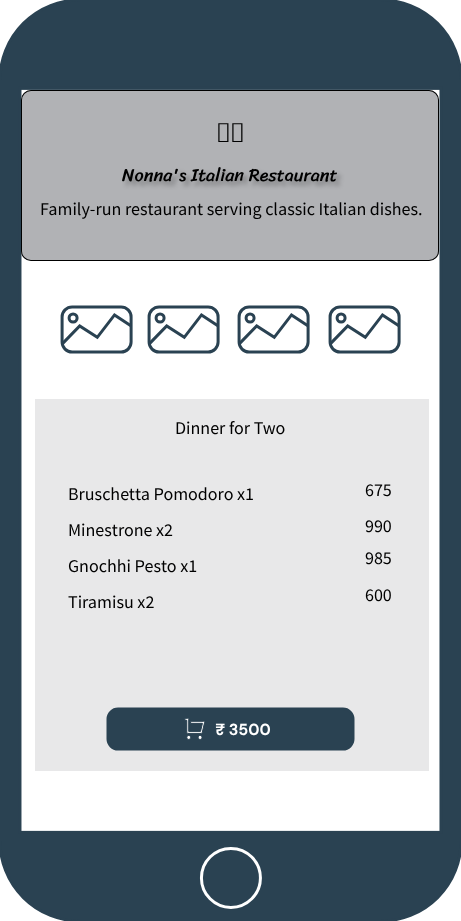 Nonna's Italian Restaurant
Family-run restaurant serving classic Italian dishes.
Dinner for Two
Bruschetta Pomodoro x1 675
Minestrone x2 990
Gnochhi Pesto x1 985
Tiramisu x2 600
₹ 3500